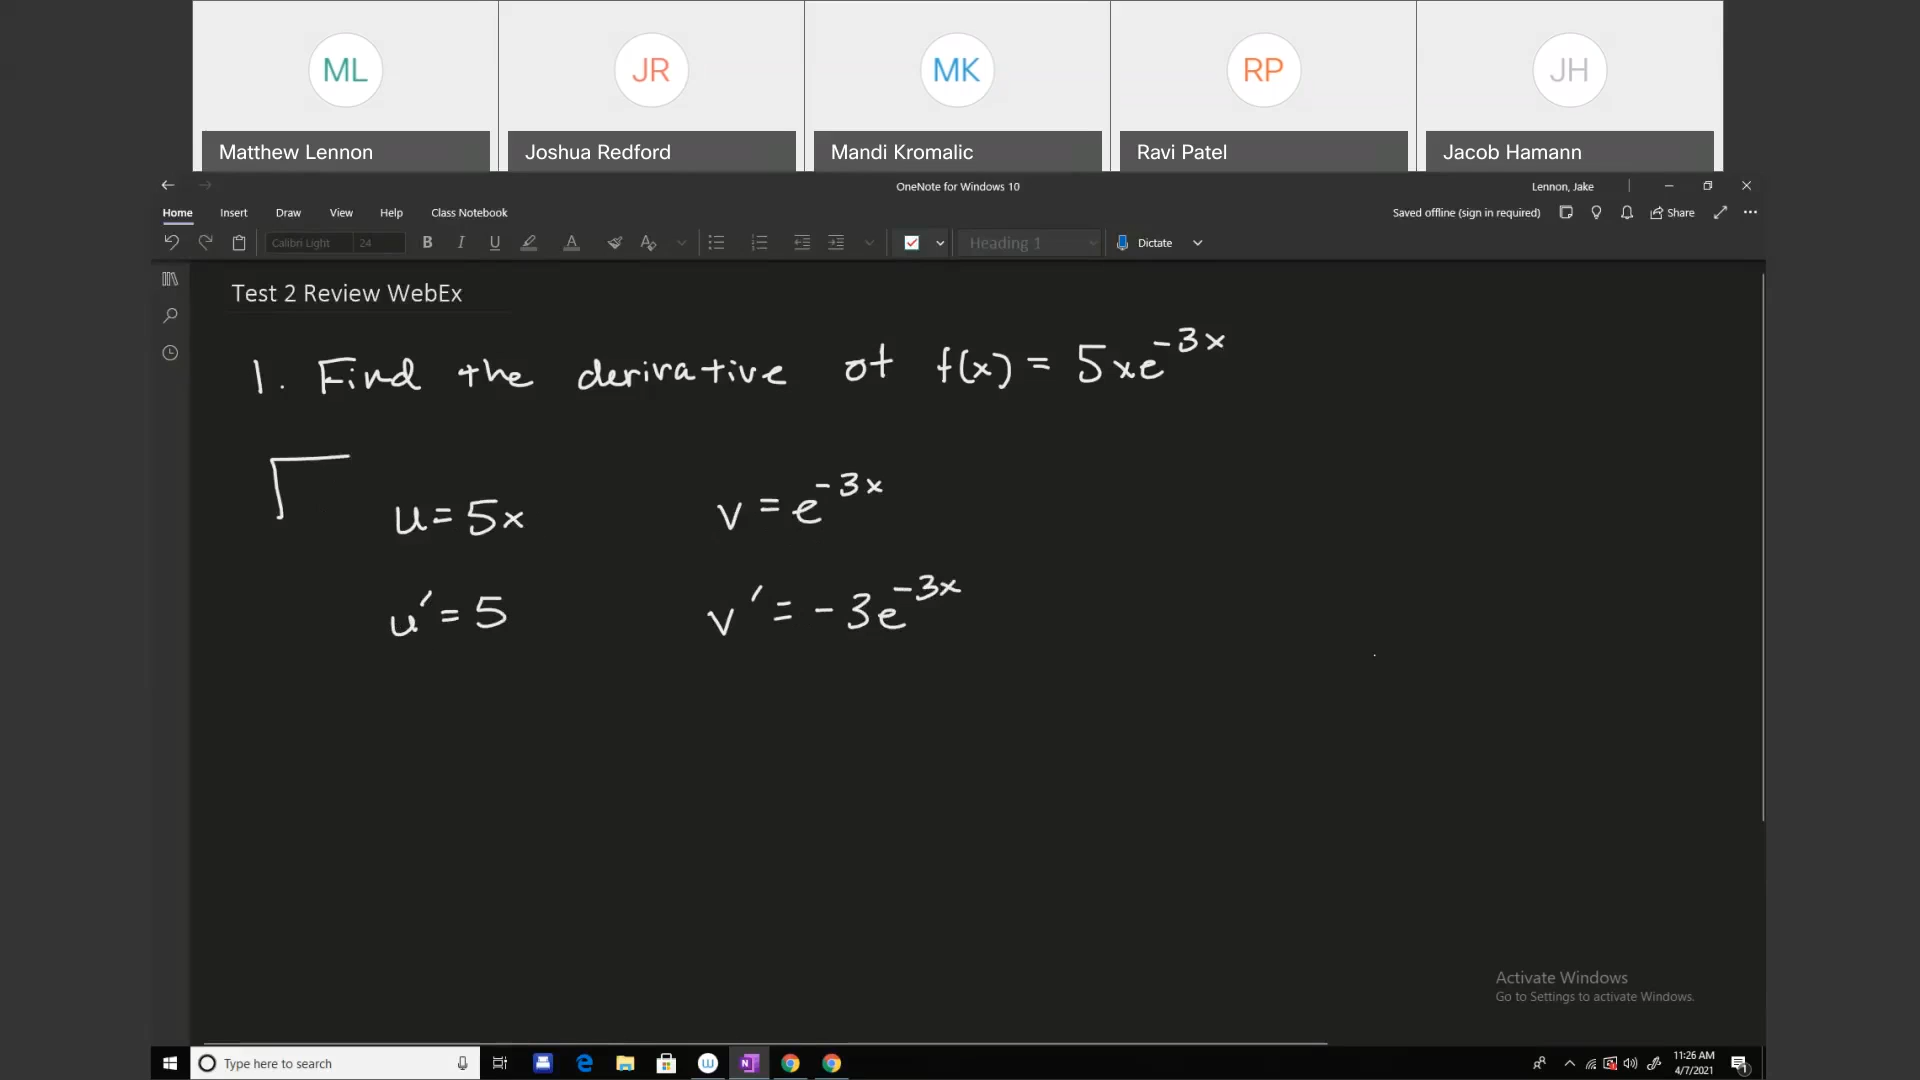 ML JR MK RP JH
Matthew Lennon Joshua Redford Mandi Kromalic Ravi Patel Jacob Hamann
OneNote for Windows 10 Lennon, Jake
Home Insert Draw View Help Class Notebook Saved offline (sign in required) Share
Calibri Light 24 B I U A Heading 1 Dictate
Test 2 Review WebEx
1. Find the derivative of f(x) = 5xe^{-3x}
u = 5x v = e^{-3x}
u' = 5 v' = -3e^{-3x}
Activate Windows
Go to Settings to activate Windows.
Type here to search
11:26 AM
4/7/2021